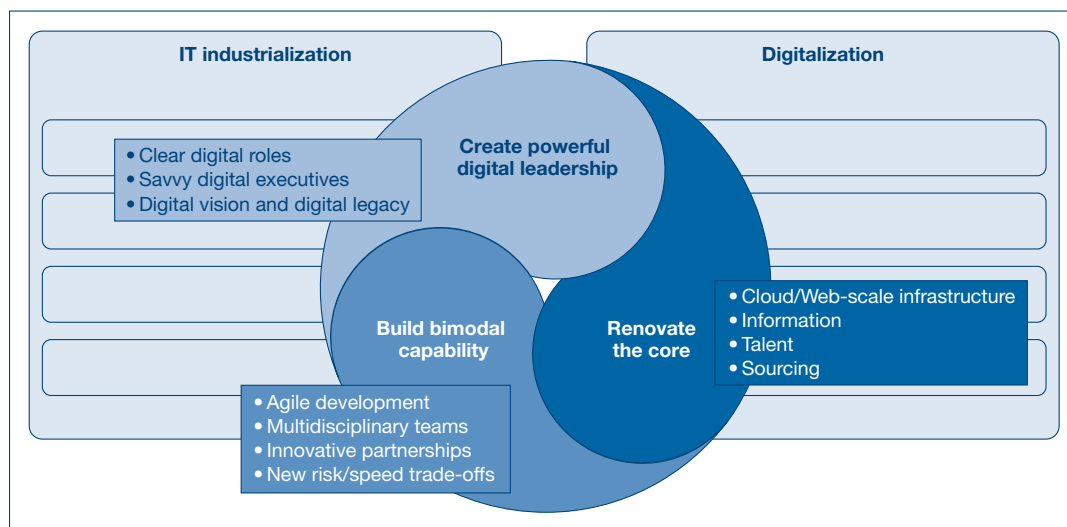 IT industrialization
Digitalization
Create powerful
digital leadership
• Clear digital roles
• Savvy digital executives
• Digital vision and digital legacy
Build bimodal
capability
Renovate
the core
• Cloud/Web-scale infrastructure
• Information
• Talent
• Sourcing
• Agile development
• Multidisciplinary teams
• Innovative partnerships
• New risk/speed trade-offs